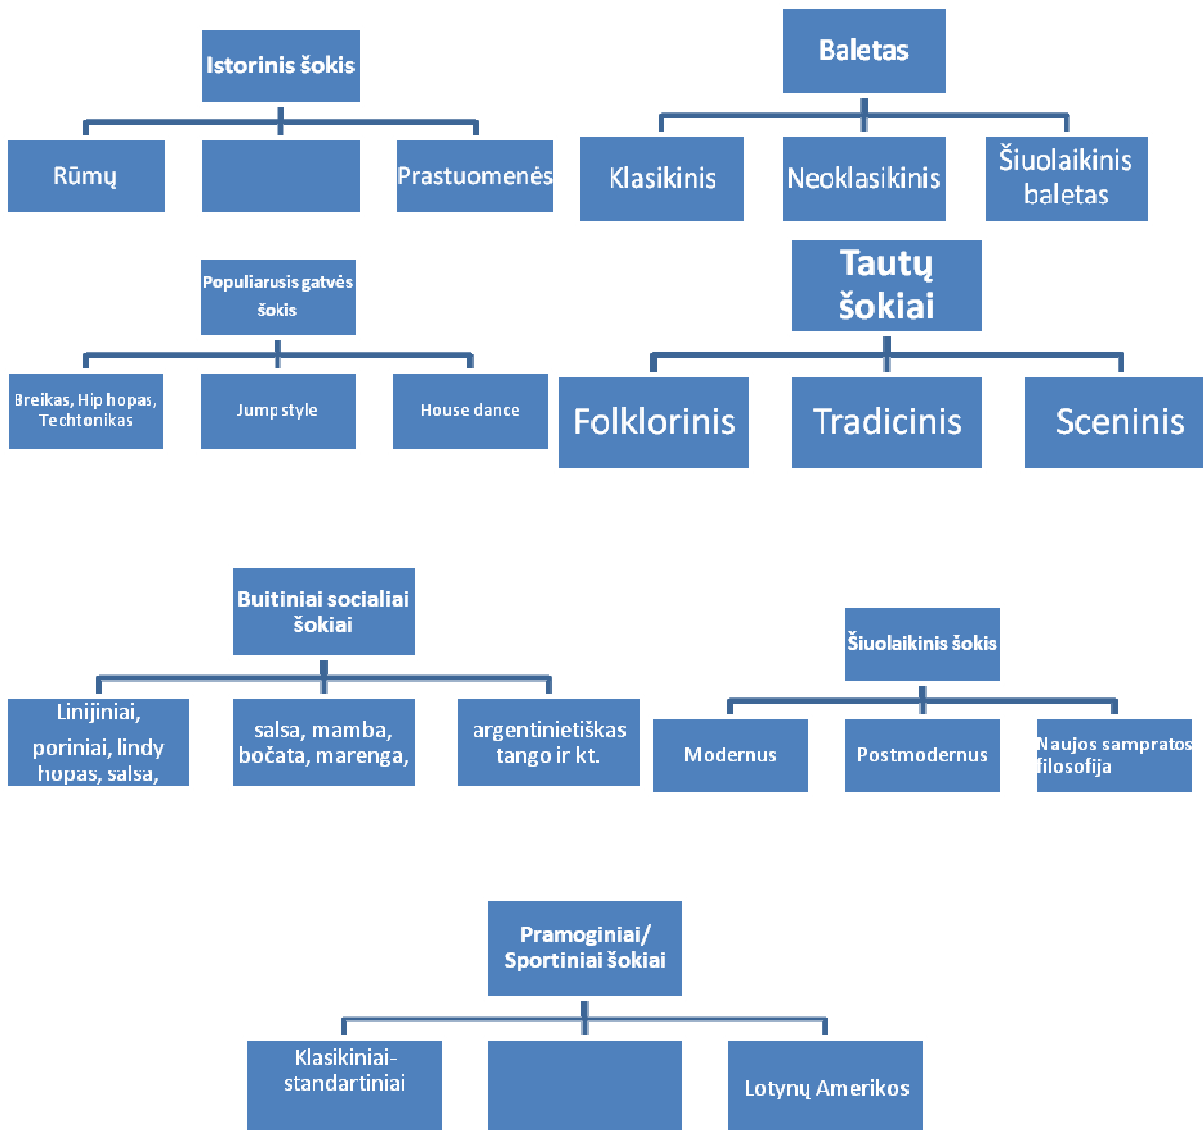 Istorinis šokis
Rūmų
Prastuomenės
Baletas
Klasikinis
Neoklasikinis
Šiuolaikinis
baletas
Populiarusis gatvės
šokis
Breikas, Hip hopas,
Techtonikas
Jump style
House dance
Tautų
šokiai
Folklorinis
Tradicinis
Sceninis
Buitiniai socialiai
šokiai
Linijiniai,
poriniai, lindy
hopas, salsa,
salsa, mamba,
bočata, marenga,
argentinietiškas
tango ir kt.
Šiuolaikinis šokis
Modernus
Postmodernus
Naujos sampratos
filosofija
Pramoginiai/
Sportiniai šokiai
Klasikiniai-
standartiniai
Lotynų Amerikos